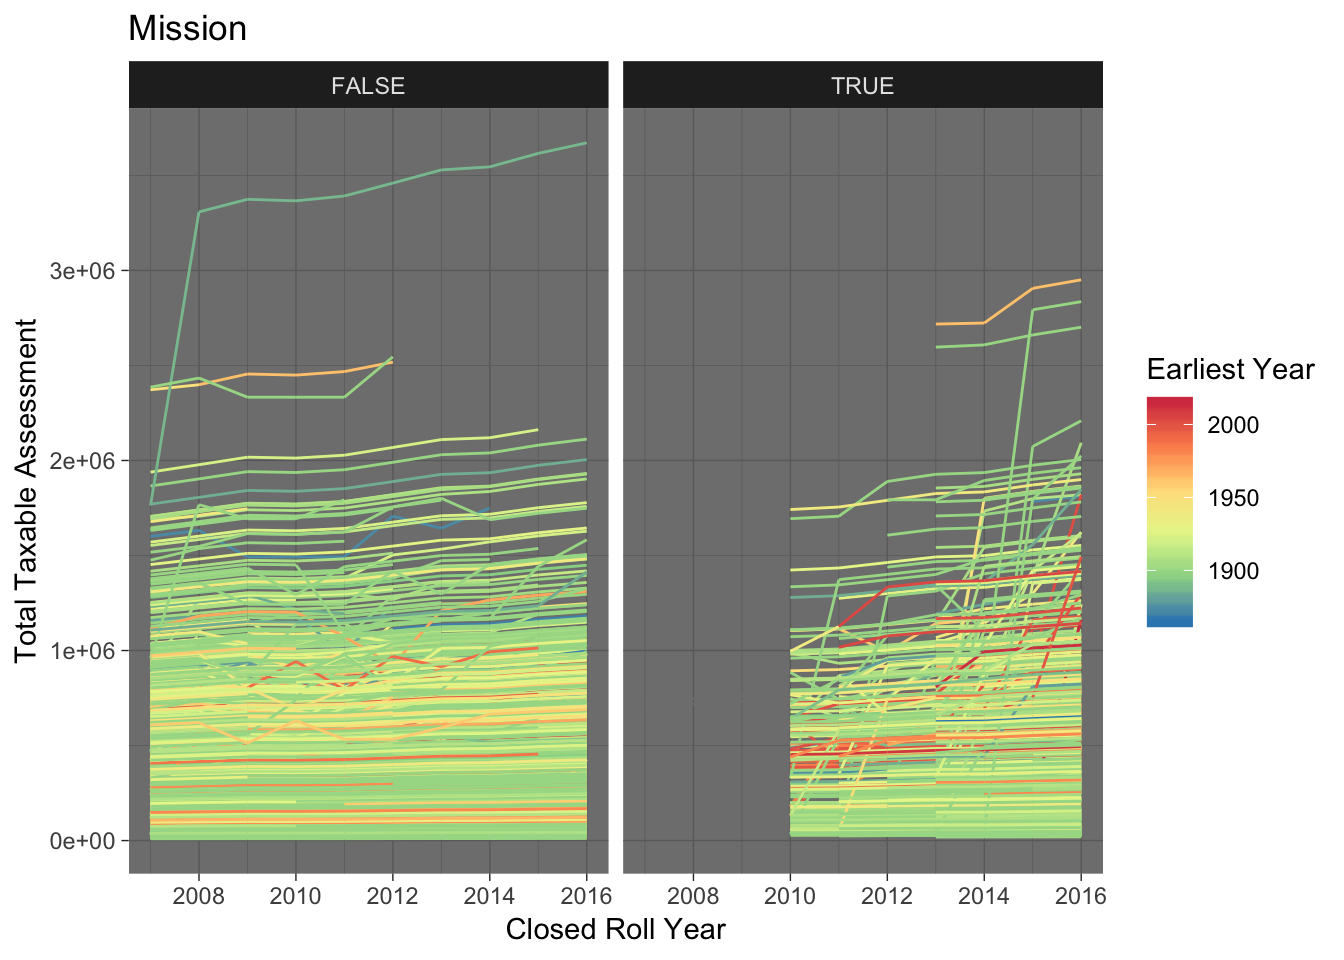 Mission
FALSE
TRUE
3e+06
2e+06
1e+06
0e+00
Total Taxable Assessment
2008 2010 2012 2014 2016
2008 2010 2012 2014 2016
Closed Roll Year
Earliest Year
2000
1950
1900